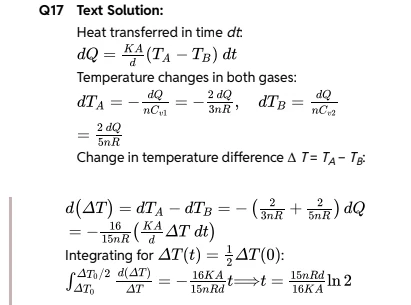 Q17 Text Solution:
Heat transferred in time dt:
dQ = KA/d (T_A − T_B) dt
Temperature changes in both gases:
dT_A = − dQ/nC_v1 = − 2 dQ/3nR , dT_B = dQ/nC_v2
= 2 dQ/5nR
Change in temperature difference Δ T= T_A − T_B:
d(ΔT) = dT_A − dT_B = − (2/3nR + 2/5nR) dQ
= − 16/15nR (KA/d ΔT dt)
Integrating for ΔT(t) = 1/2 ΔT(0):
∫_ΔT₀^ΔT₀/2 d(ΔT)/ΔT = − 16KA/15nRd t ⟹ t = 15nRd/16KA ln 2